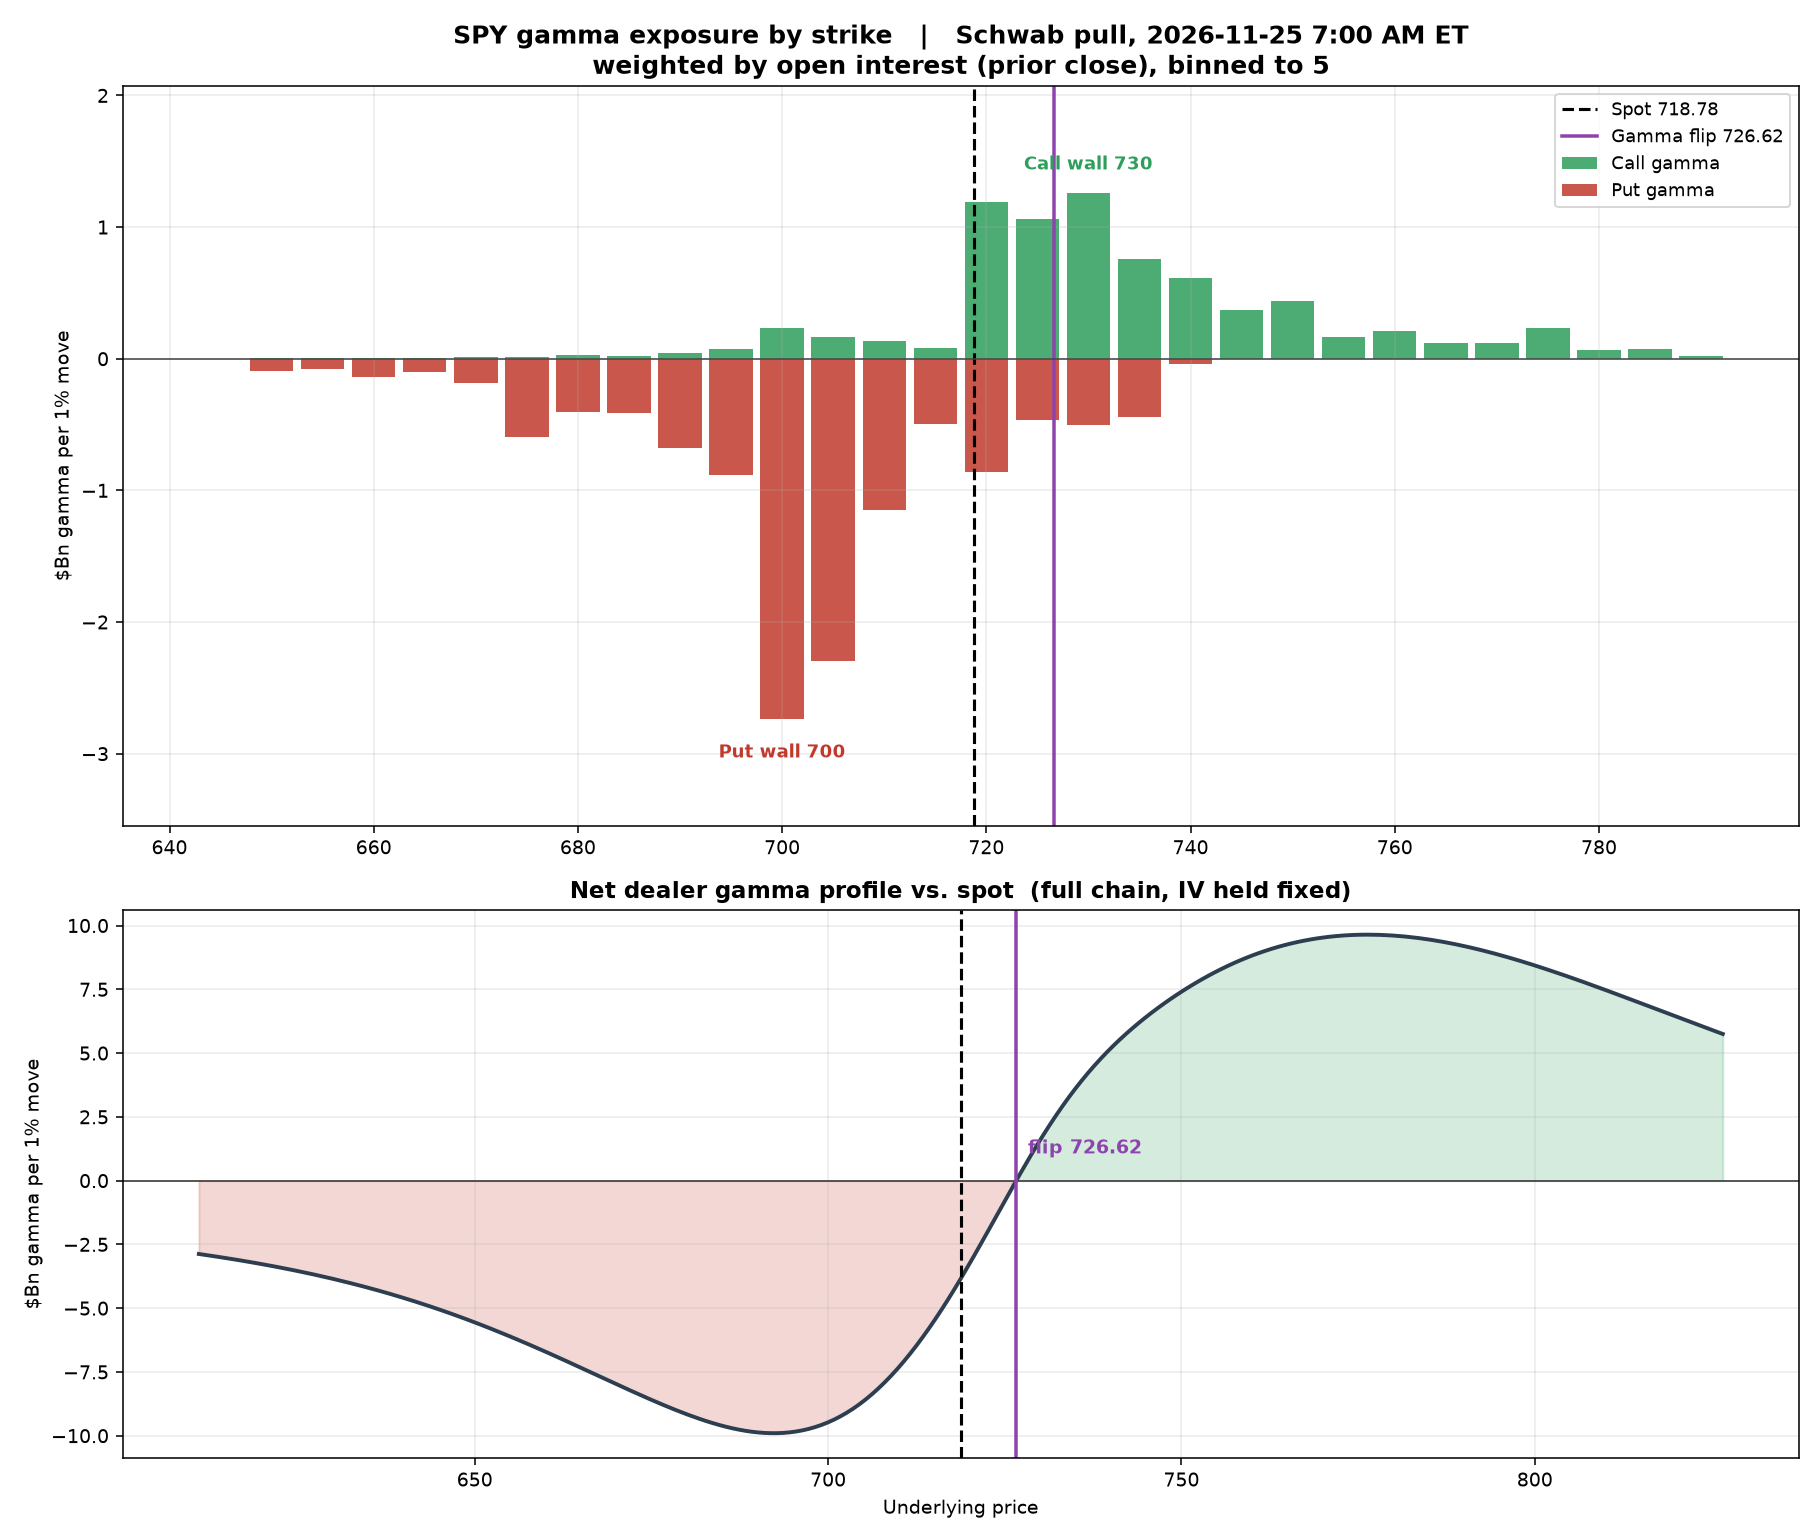 SPY gamma exposure by strike | Schwab pull, 2026-11-25 7:00 AM ET
weighted by open interest (prior close), binned to 5
Spot 718.78
Gamma flip 726.62
Call gamma
Put gamma
Call wall 730
Put wall 700
$Bn gamma per 1% move
2
1
0
−1
−2
−3
640 660 680 700 720 740 760 780
Net dealer gamma profile vs. spot (full chain, IV held fixed)
$Bn gamma per 1% move
10.0
7.5
5.0
2.5
0.0
−2.5
−5.0
−7.5
−10.0
flip 726.62
650 700 750 800
Underlying price